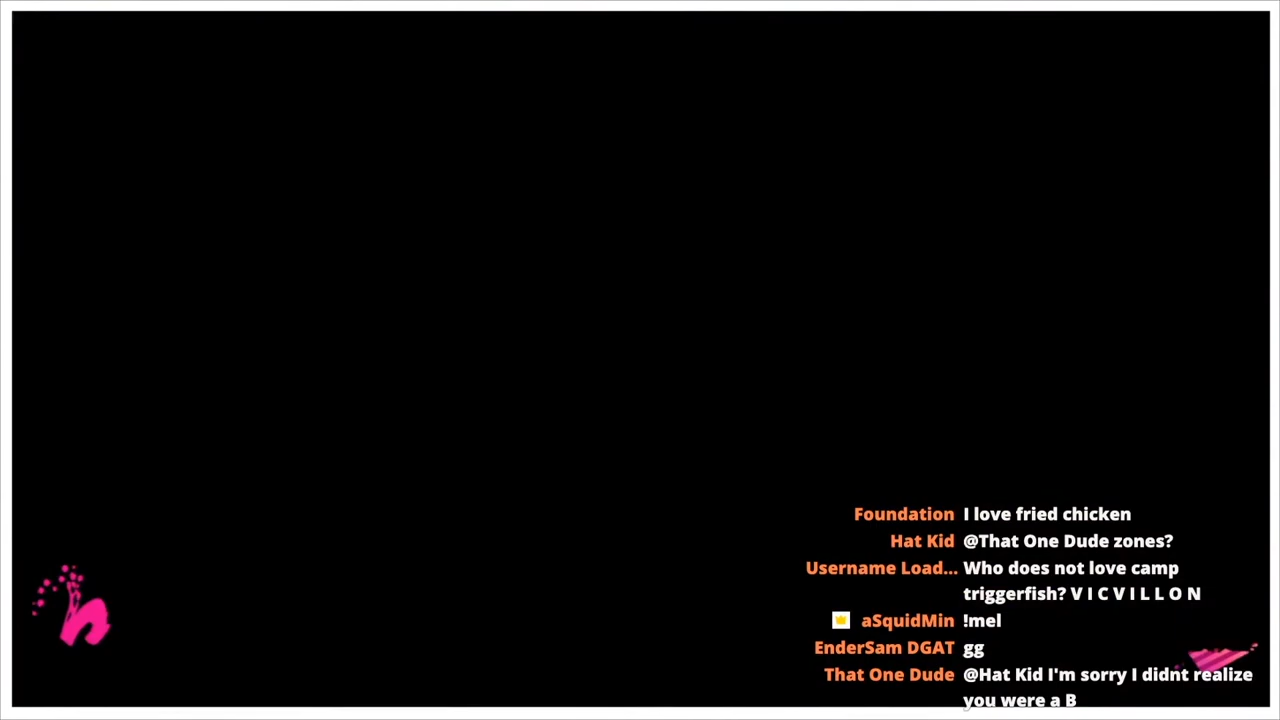 Foundation I love fried chicken
Hat Kid @That One Dude zones?
Username Load... Who does not love camp
triggerfish? V I C V I L L O N
aSquidMin !mel
EnderSam DGAT gg
That One Dude @Hat Kid I'm sorry I didnt realize
you were a B